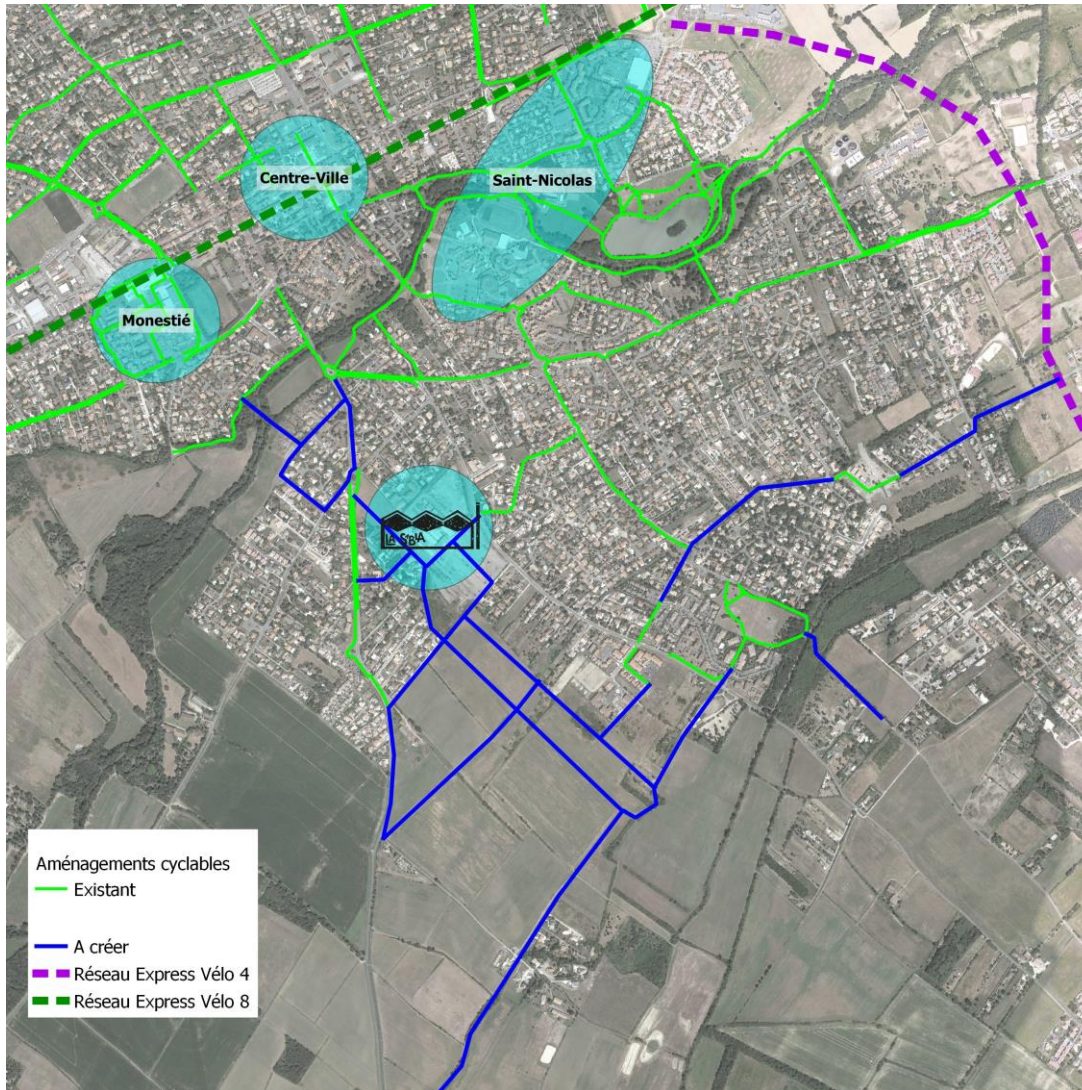 Centre-Ville
Saint-Nicolas
Monestié
Aménagements cyclables
Existant
A créer
Réseau Express Vélo 4
Réseau Express Vélo 8